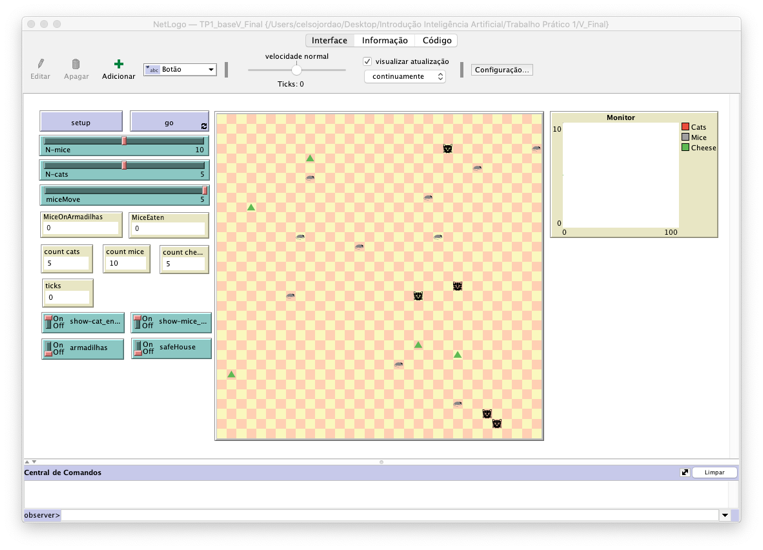 NetLogo — TP1_baseV_Final {/Users/celsojordao/Desktop/Introdução Inteligência Artificial/Trabalho Prático 1/V_Final}
Interface Informação Código
Editar Apagar Adicionar
abc Botão
velocidade normal
Ticks: 0
visualizar atualização
continuamente
Configuração...
setup go
N-mice 10
N-cats 5
miceMove 5
MiceOnArmadilhas
0
MiceEaten
0
count cats
5
count mice
10
count che...
5
ticks
0
On
Off
show-cat_en...
On
Off
show-mice_...
On
Off
armadilhas
On
Off
safeHouse
Monitor
10
0
0 100
Cats
Mice
Cheese
Central de Comandos
Limpar
observer>